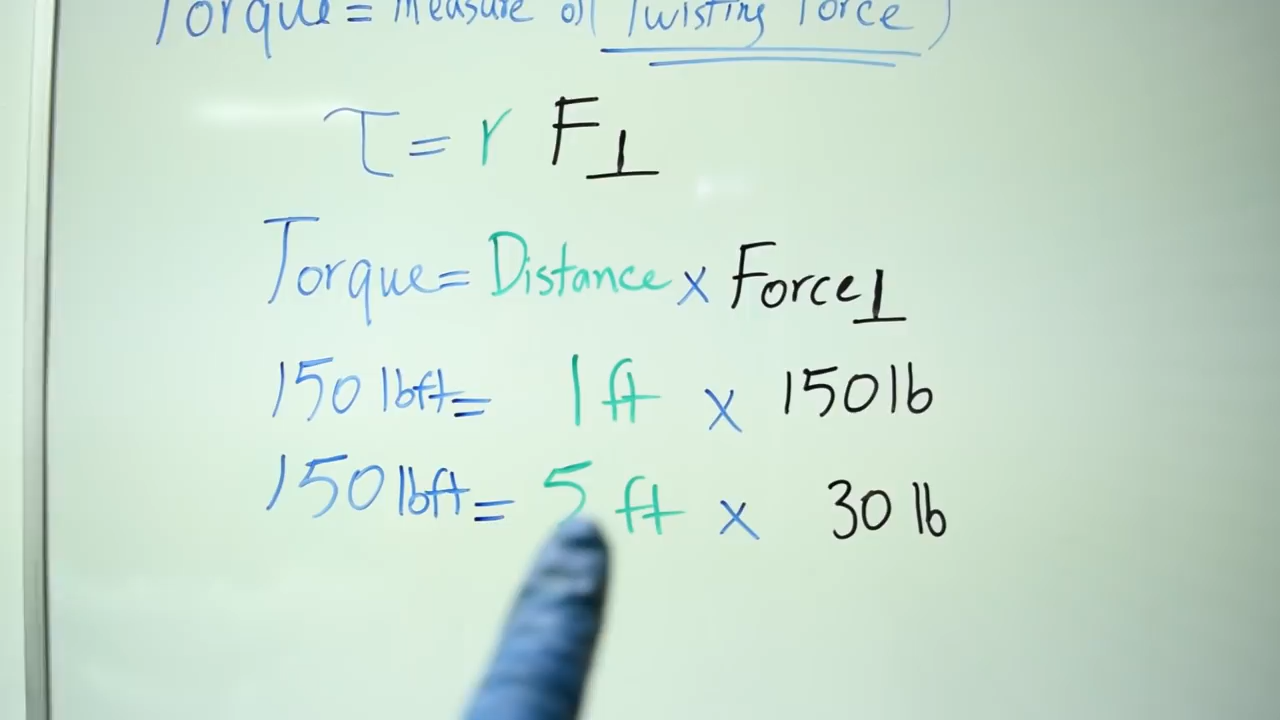 Torque = Measure of Twisting Force )
τ = r F⊥
Torque = Distance x Force⊥
150 lbft = 1 ft x 150 lb
150 lbft = 5 ft x 30 lb